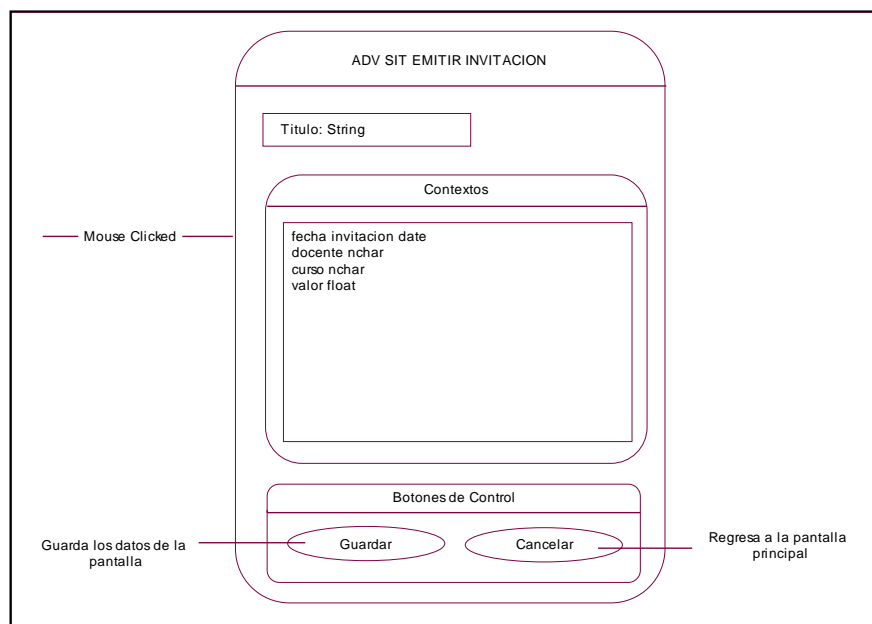 ADV SIT EMITIR INVITACION
Titulo: String
Contextos
Mouse Clicked
fecha invitacion date
docente nchar
curso nchar
valor float
Botones de Control
Guarda los datos de la
pantalla
Guardar
Cancelar
Regresa a la pantalla
principal